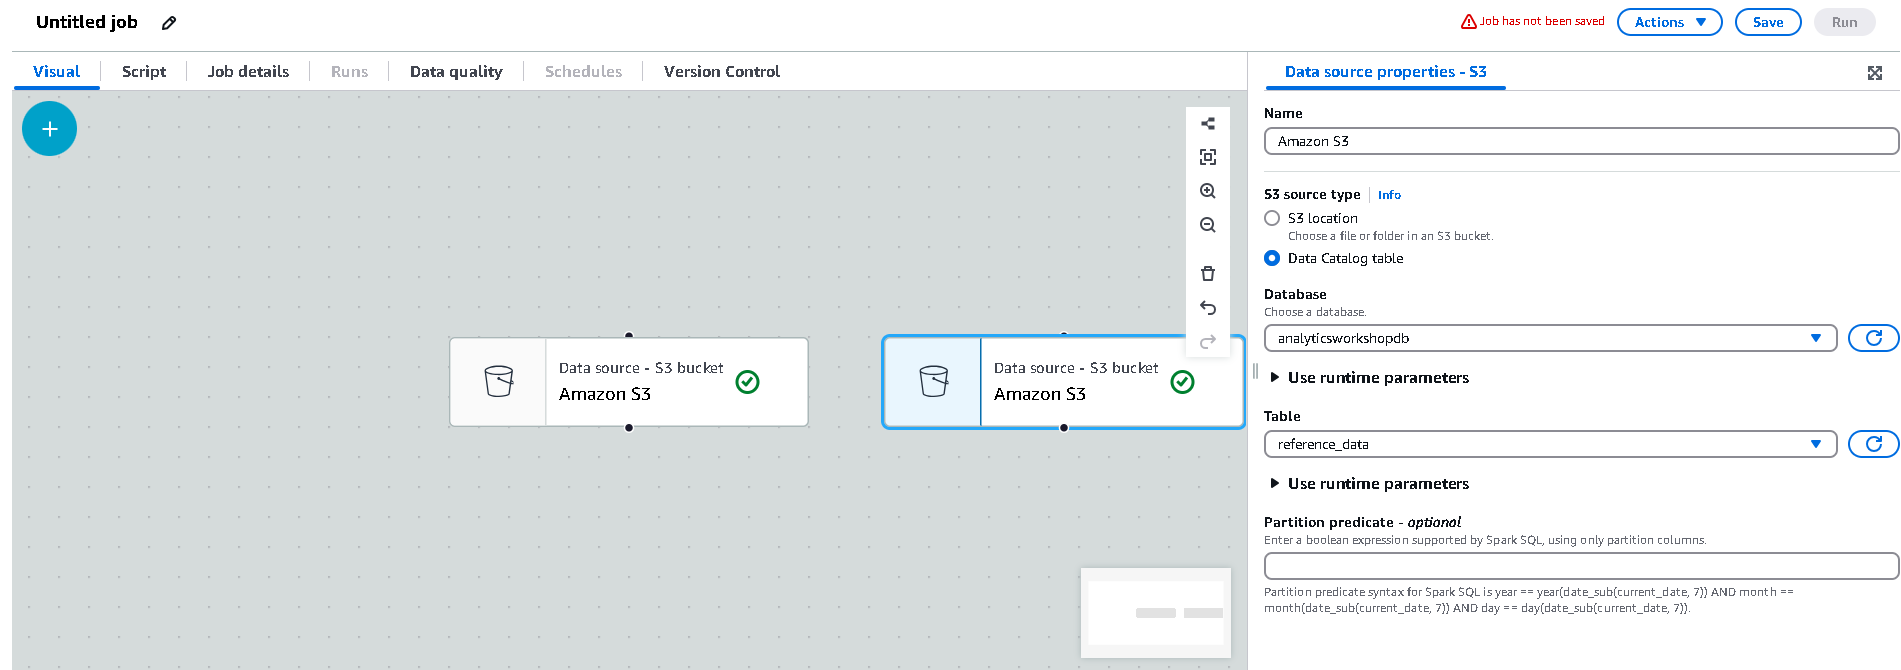 Untitled job
Job has not been saved
Actions
Save
Run
Visual
Script
Job details
Runs
Data quality
Schedules
Version Control
Data source - S3 bucket
Amazon S3
Data source - S3 bucket
Amazon S3
Data source properties - S3
Name
Amazon S3
S3 source type
Info
S3 location
Choose a file or folder in an S3 bucket.
Data Catalog table
Database
Choose a database.
analyticsworkshopdb
Use runtime parameters
Table
reference_data
Use runtime parameters
Partition predicate - optional
Enter a boolean expression supported by Spark SQL, using only partition columns.
Partition predicate syntax for Spark SQL is year == year(date_sub(current_date, 7)) AND month ==
month(date_sub(current_date, 7)) AND day == day(date_sub(current_date, 7)).